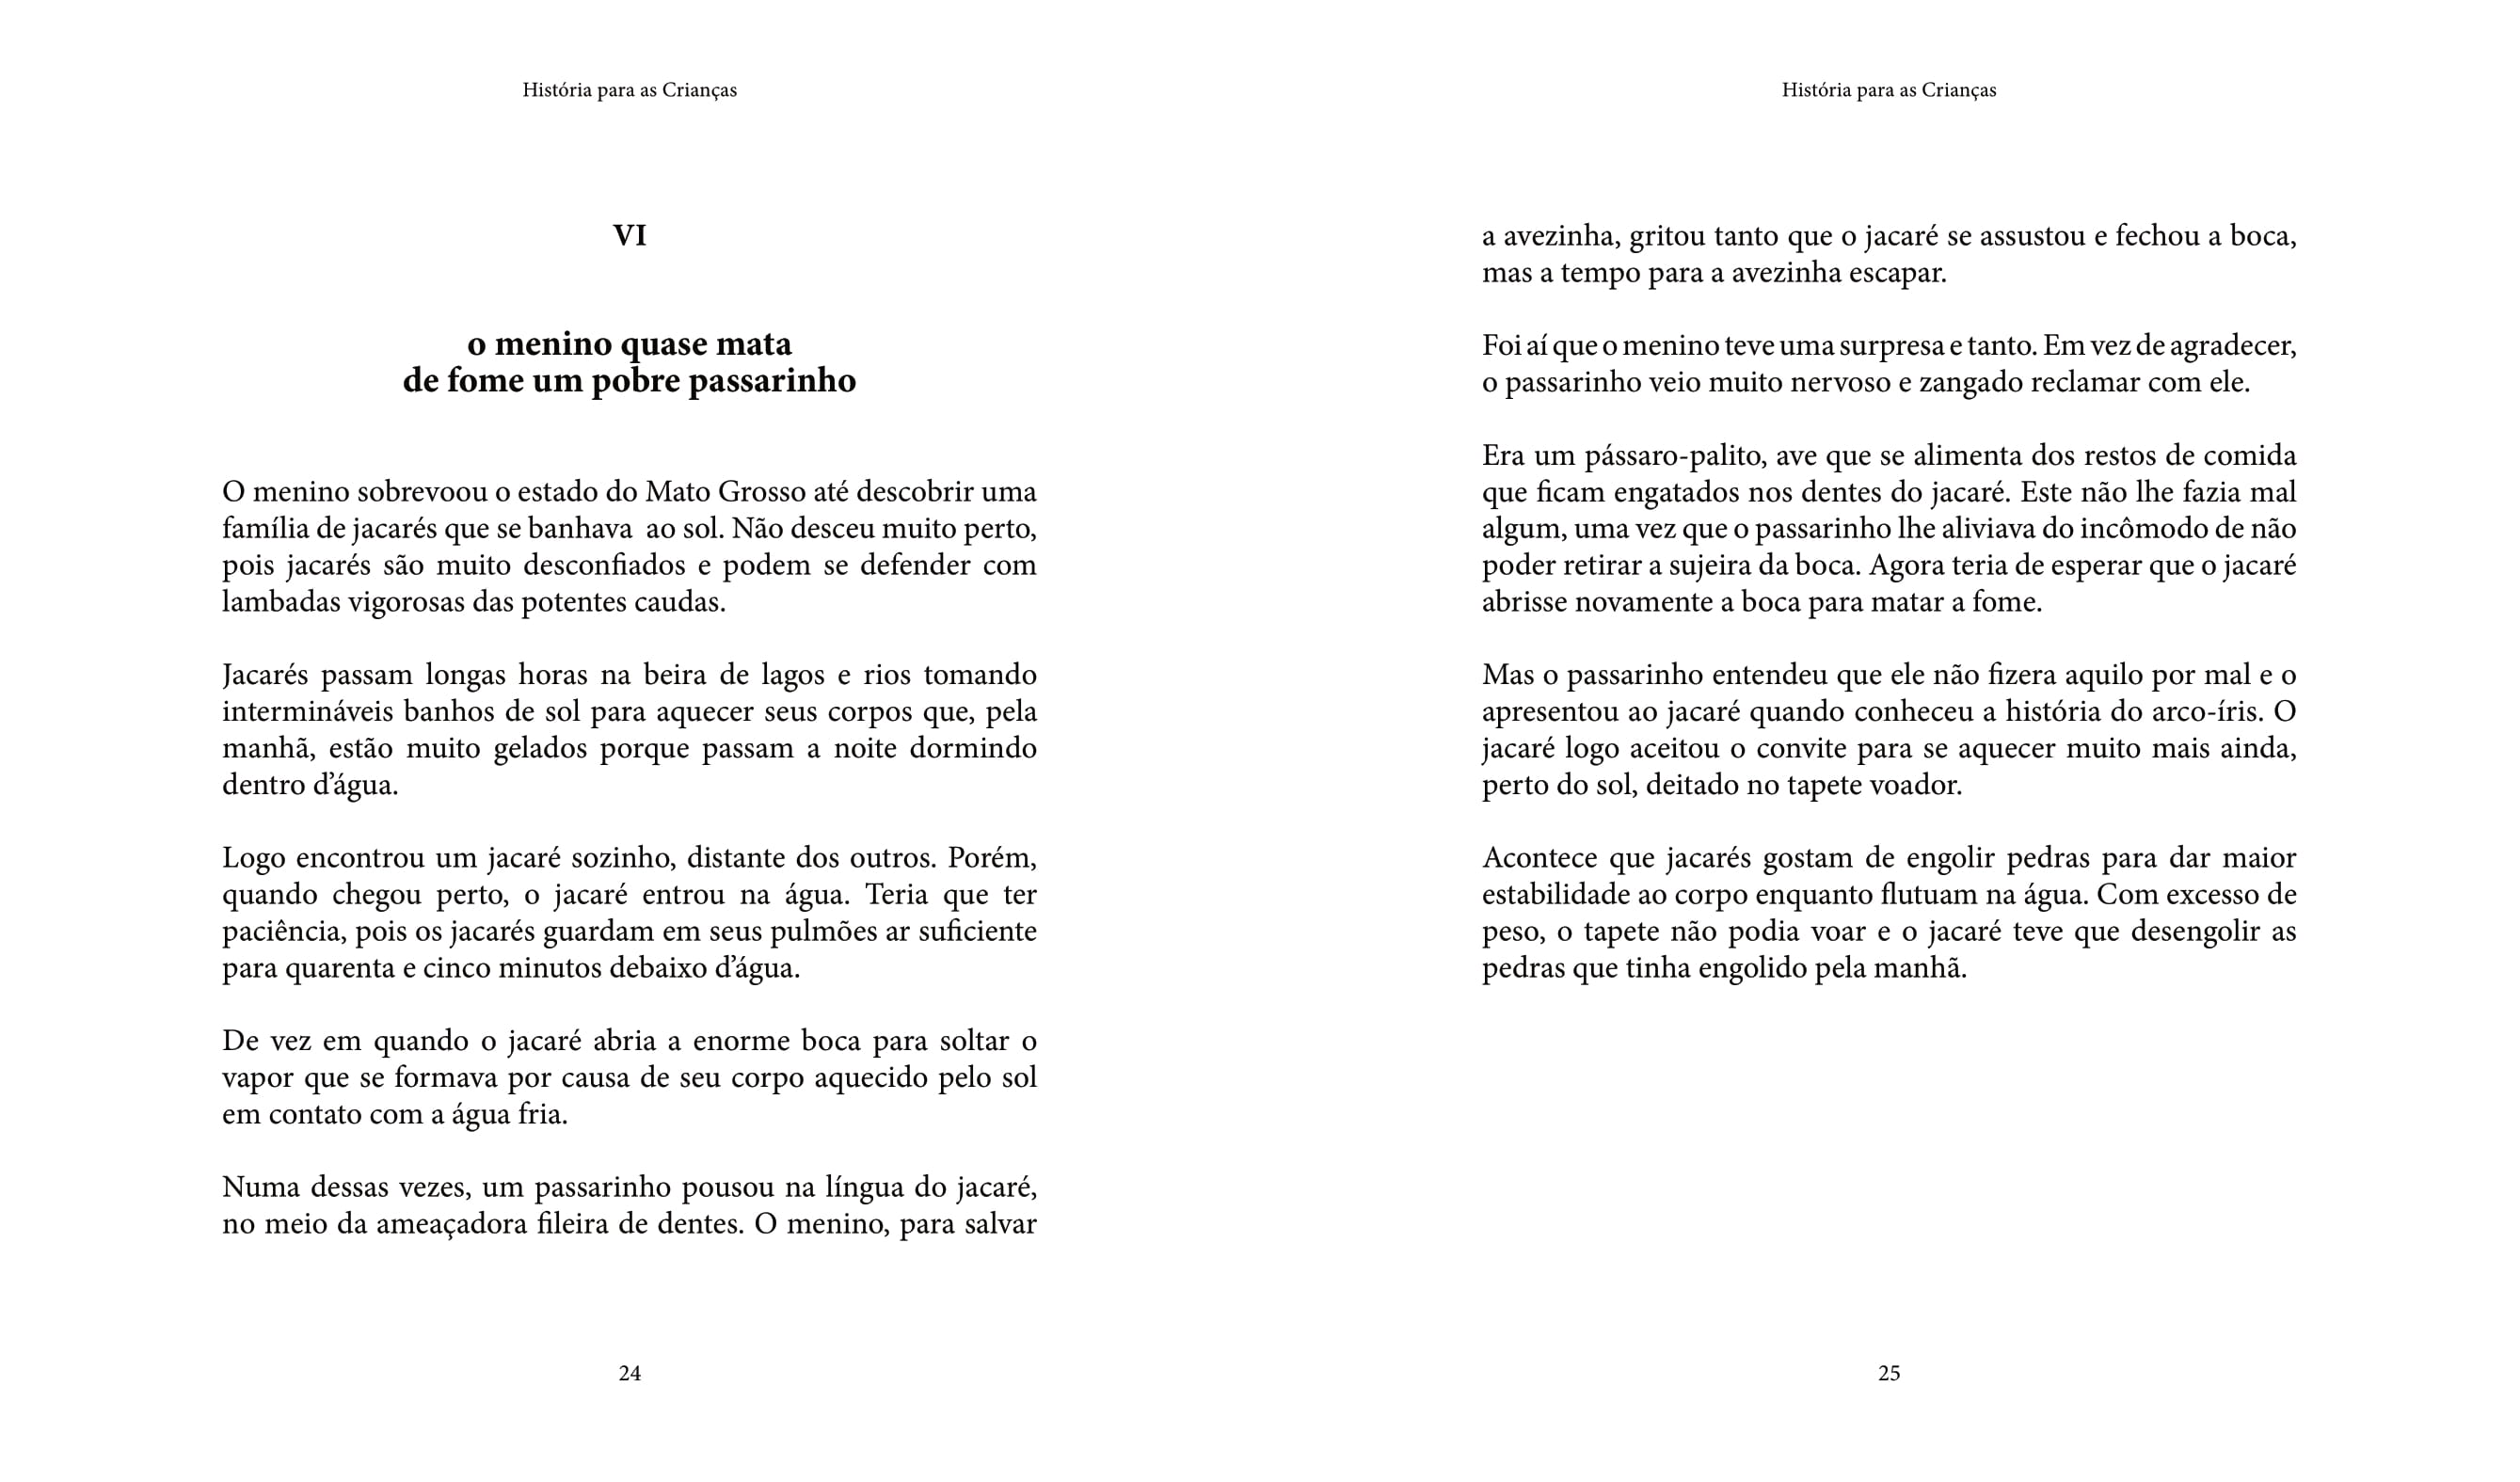 História para as Crianças
VI
o menino quase mata
de fome um pobre passarinho
O menino sobrevoou o estado do Mato Grosso até descobrir uma
família de jacarés que se banhava  ao sol. Não desceu muito perto,
pois jacarés são muito desconfiados e podem se defender com
lambadas vigorosas das potentes caudas.
Jacarés passam longas horas na beira de lagos e rios tomando
intermináveis banhos de sol para aquecer seus corpos que, pela
manhã, estão muito gelados porque passam a noite dormindo
dentro d’água.
Logo encontrou um jacaré sozinho, distante dos outros. Porém,
quando chegou perto, o jacaré entrou na água. Teria que ter
paciência, pois os jacarés guardam em seus pulmões ar suficiente
para quarenta e cinco minutos debaixo d’água.
De vez em quando o jacaré abria a enorme boca para soltar o
vapor que se formava por causa de seu corpo aquecido pelo sol
em contato com a água fria.
Numa dessas vezes, um passarinho pousou na língua do jacaré,
no meio da ameaçadora fileira de dentes. O menino, para salvar
24
História para as Crianças
a avezinha, gritou tanto que o jacaré se assustou e fechou a boca,
mas a tempo para a avezinha escapar.
Foi aí que o menino teve uma surpresa e tanto. Em vez de agradecer,
o passarinho veio muito nervoso e zangado reclamar com ele.
Era um pássaro-palito, ave que se alimenta dos restos de comida
que ficam engatados nos dentes do jacaré. Este não lhe fazia mal
algum, uma vez que o passarinho lhe aliviava do incômodo de não
poder retirar a sujeira da boca. Agora teria de esperar que o jacaré
abrisse novamente a boca para matar a fome.
Mas o passarinho entendeu que ele não fizera aquilo por mal e o
apresentou ao jacaré quando conheceu a história do arco-íris. O
jacaré logo aceitou o convite para se aquecer muito mais ainda,
perto do sol, deitado no tapete voador.
Acontece que jacarés gostam de engolir pedras para dar maior
estabilidade ao corpo enquanto flutuam na água. Com excesso de
peso, o tapete não podia voar e o jacaré teve que desengolir as
pedras que tinha engolido pela manhã.
25